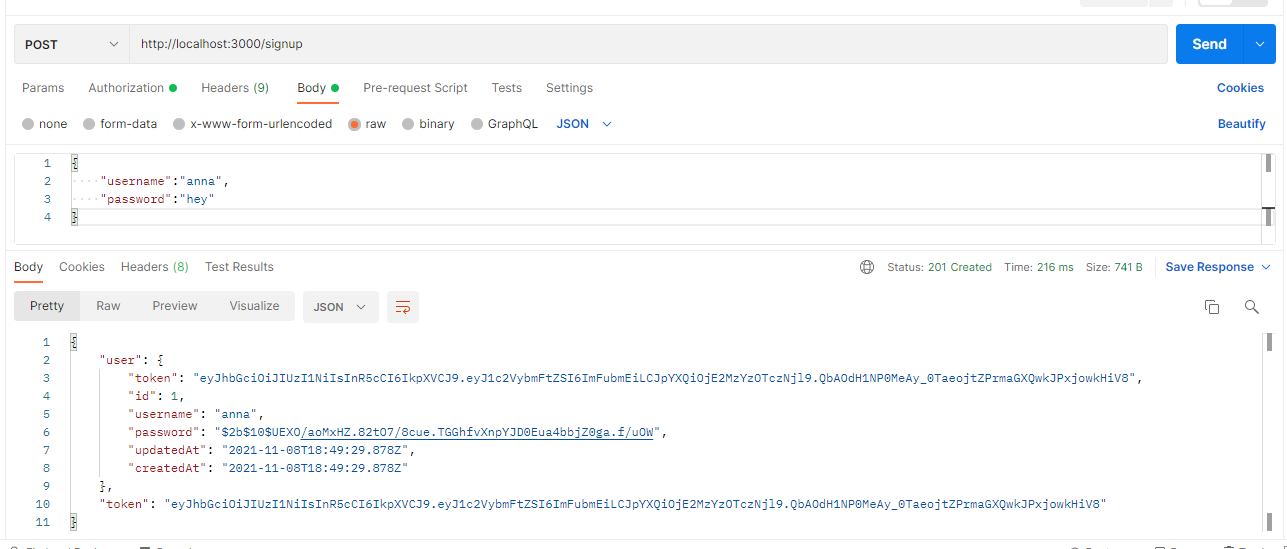 POST http://localhost:3000/signup Send
Params Authorization Headers (9) Body Pre-request Script Tests Settings Cookies
none form-data x-www-form-urlencoded raw binary GraphQL JSON Beautify
1 {
2 "username":"anna",
3 "password":"hey"
4 }
Body Cookies Headers (8) Test Results Status: 201 Created Time: 216 ms Size: 741 B Save Response
Pretty Raw Preview Visualize JSON
1 {
2 "user": {
3 "token": "eyJhbGciOiJIUzI1NiIsInR5cCI6IkpXVCJ9.eyJ1c2VybmFtZSI6ImFubmEiLCJpYXQiOjE2MzYzOTczNjl9.QbAOdH1NP0MeAy_0TaeojtZPrmaGXQwkJPxjowkHiV8",
4 "id": 1,
5 "username": "anna",
6 "password": "$2b$10$UEXO/aoMxHZ.82tO7/8cue.TGGhfvXnpYJD0Eua4bbjZ0ga.f/uOW",
7 "updatedAt": "2021-11-08T18:49:29.878Z",
8 "createdAt": "2021-11-08T18:49:29.878Z"
9 },
10 "token": "eyJhbGciOiJIUzI1NiIsInR5cCI6IkpXVCJ9.eyJ1c2VybmFtZSI6ImFubmEiLCJpYXQiOjE2MzYzOTczNjl9.QbAOdH1NP0MeAy_0TaeojtZPrmaGXQwkJPxjowkHiV8"
11 }